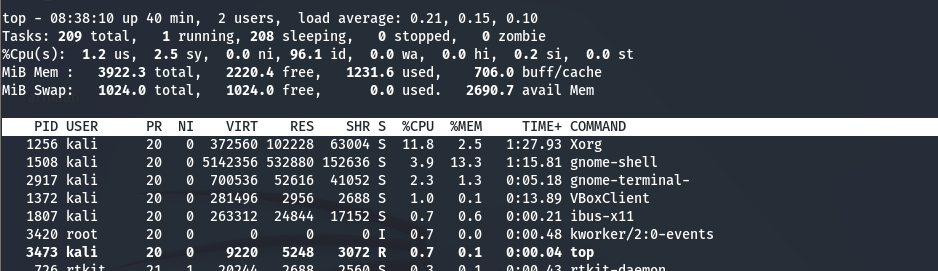 top - 08:38:10 up 40 min,  2 users,  load average: 0.21, 0.15, 0.10
Tasks: 209 total,   1 running, 208 sleeping,   0 stopped,   0 zombie
%Cpu(s):  1.2 us,  2.5 sy,  0.0 ni, 96.1 id,  0.0 wa,  0.0 hi,  0.2 si,  0.0 st
MiB Mem :   3922.3 total,   2220.4 free,   1231.6 used,    706.0 buff/cache
MiB Swap:   1024.0 total,   1024.0 free,      0.0 used.   2690.7 avail Mem
PID USER      PR  NI    VIRT    RES    SHR S  %CPU  %MEM     TIME+ COMMAND
1256 kali      20   0  372560 102228  63004 S  11.8   2.5   1:27.93 Xorg
1508 kali      20   0 5142356 532880 152636 S   3.9  13.3   1:15.81 gnome-shell
2917 kali      20   0  700536  52616  41052 S   2.3   1.3   0:05.18 gnome-terminal-
1372 kali      20   0  281496   2956   2688 S   1.0   0.1   0:13.89 VBoxClient
1807 kali      20   0  263312  24844  17152 S   0.7   0.6   0:00.21 ibus-x11
3420 root      20   0       0      0      0 I   0.7   0.0   0:00.48 kworker/2:0-events
3473 kali      20   0    9220   5248   3072 R   0.7   0.1   0:00.04 top
726 rtkit     21   1   20244   2688   2560 S   0.3   0.1   0:00.43 rtkit-daemon